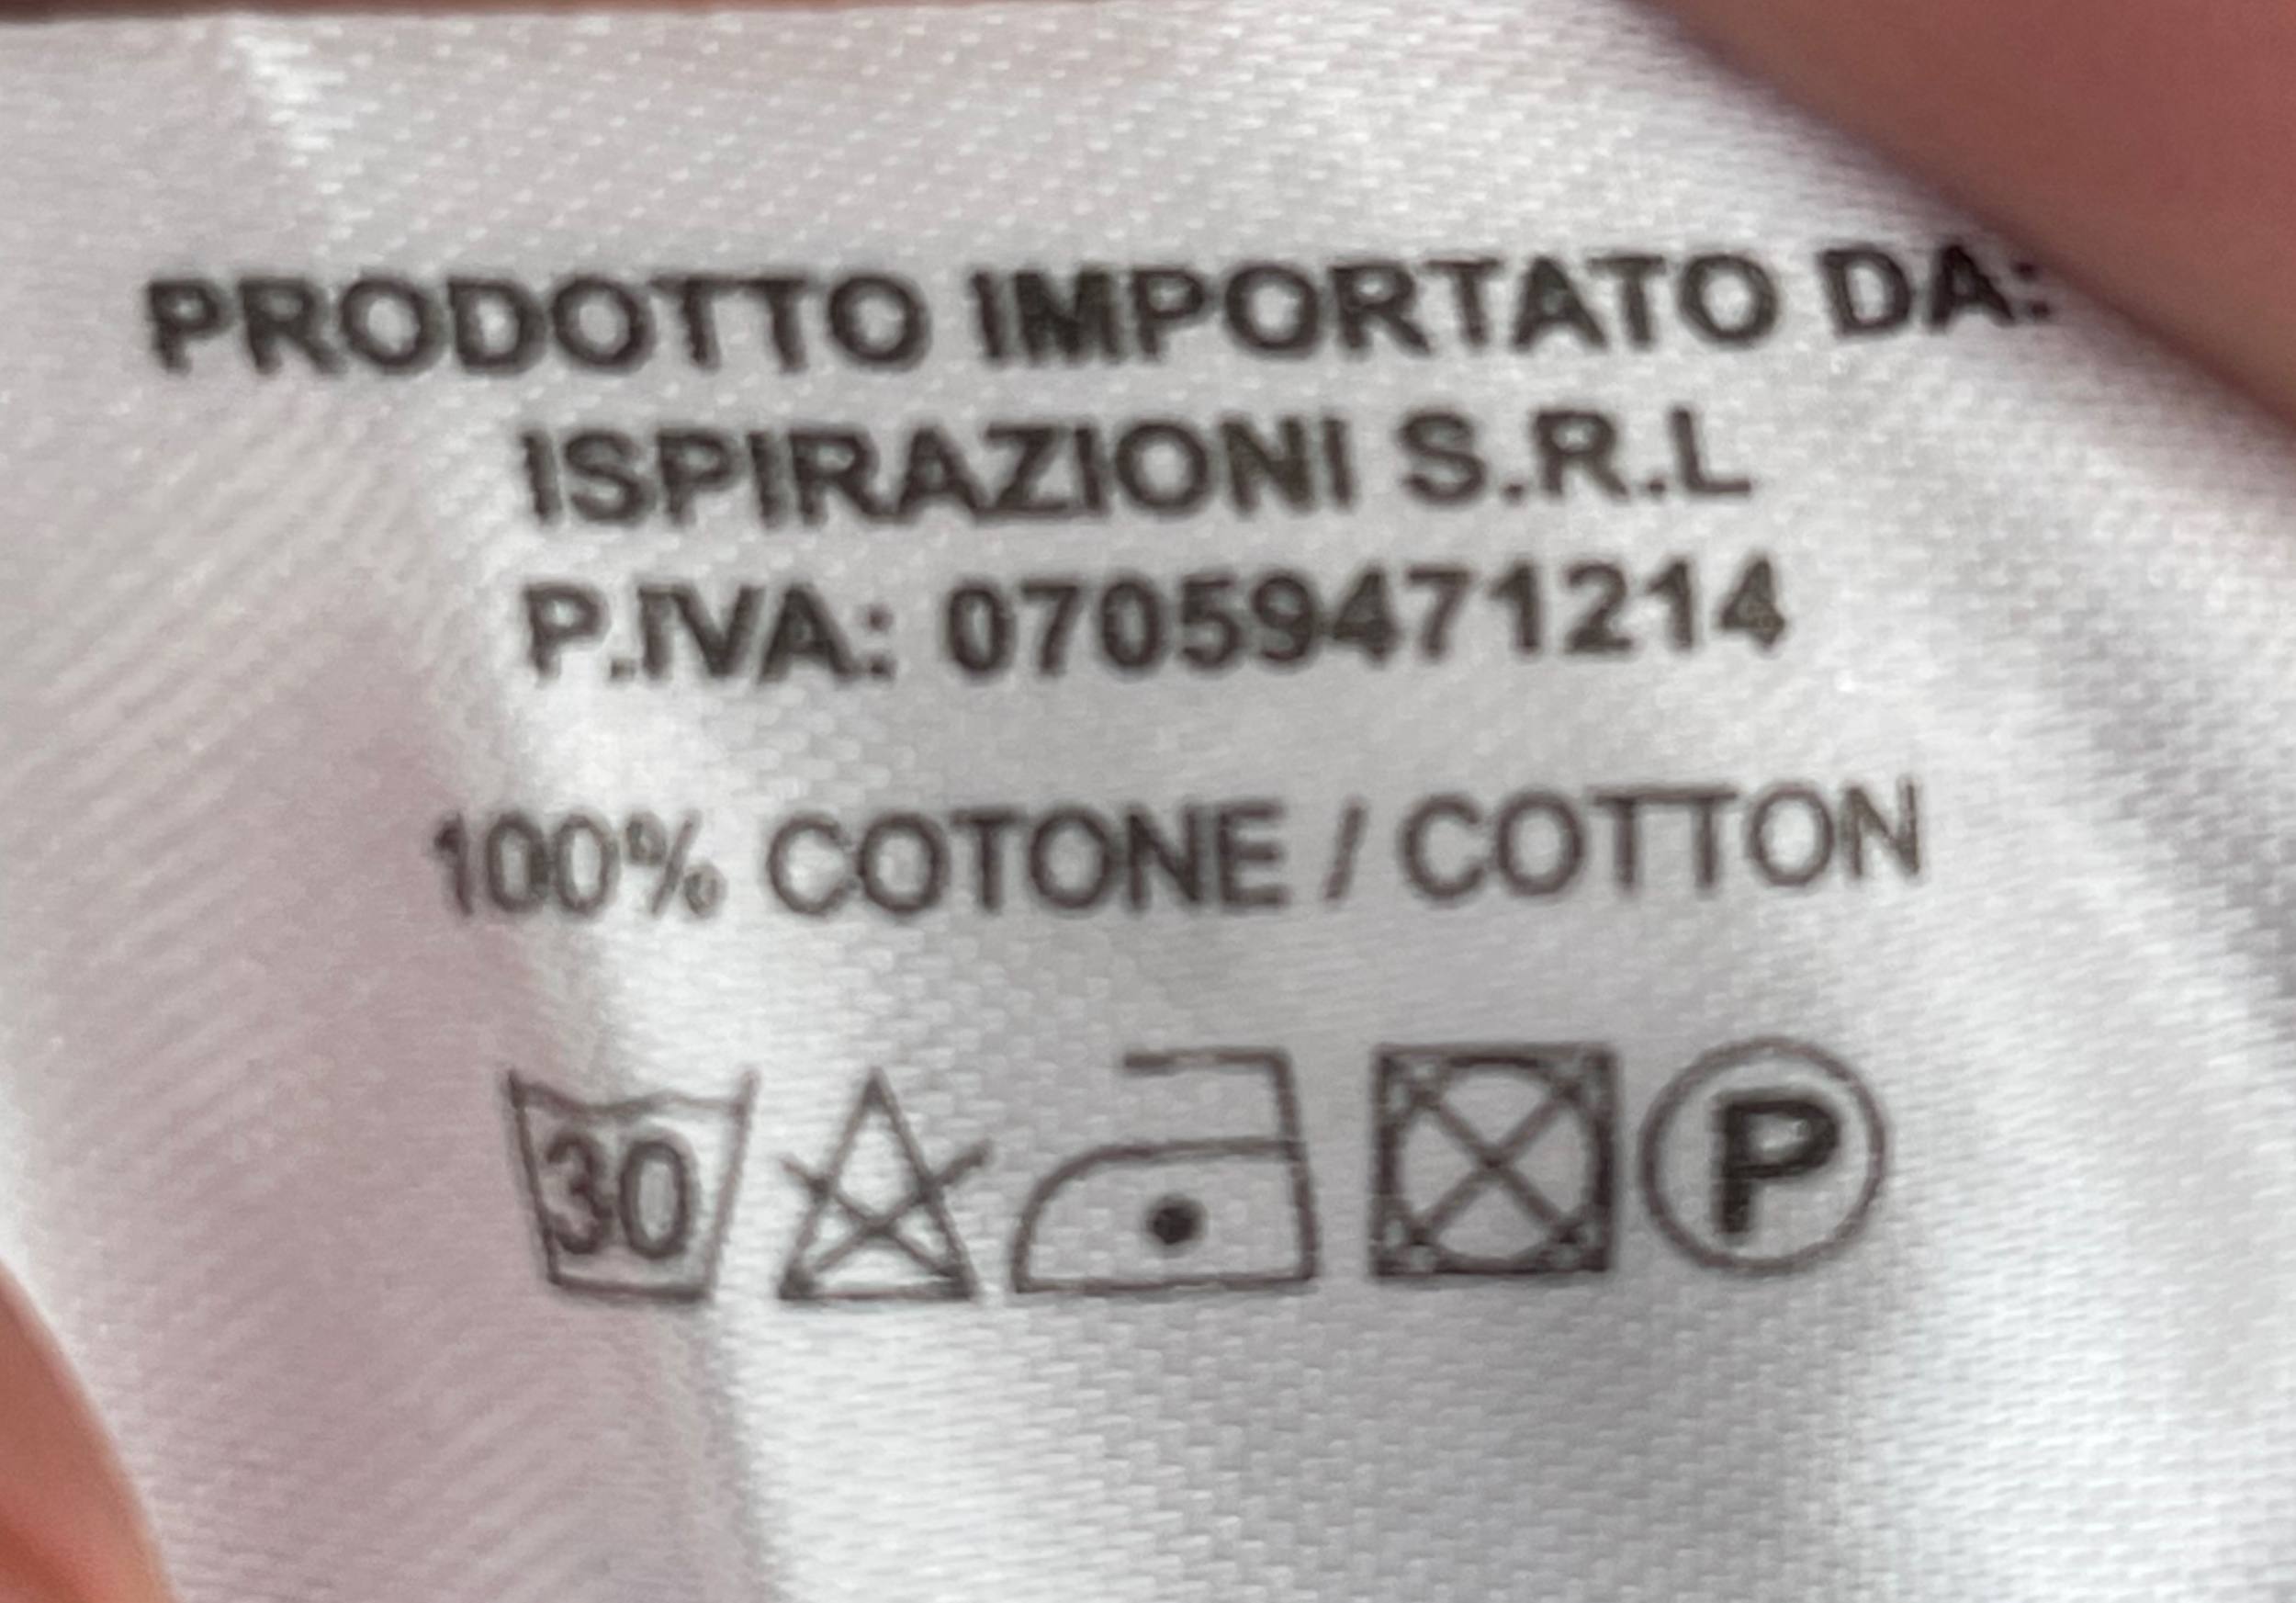 PRODOTTO IMPORTATO DA:
ISPIRAZIONI S.R.L
P.IVA: 07059471214
100% COTONE / COTTON
30 P